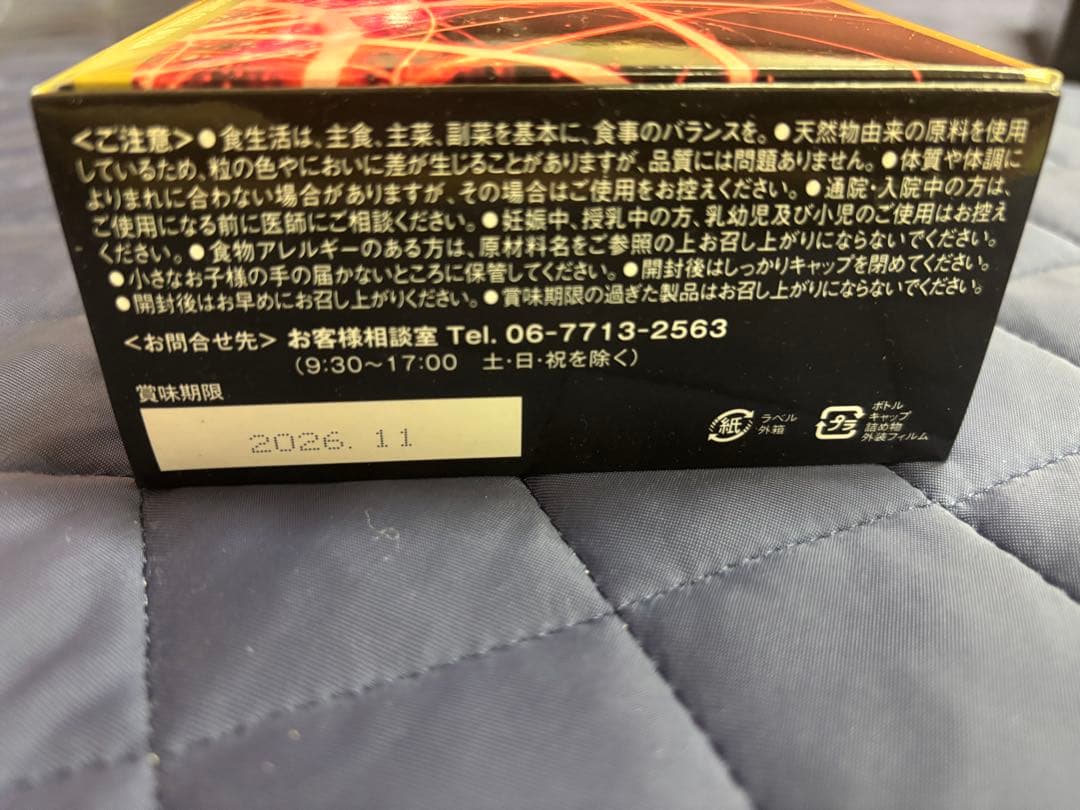 <ご注意>●食生活は、主食、主菜、副菜を基本に、食事のバランスを。●天然物由来の原料を使用
しているため、粒の色やにおいに差が生じることがありますが、品質には問題ありません。●体質や体調に
よりまれに合わない場合がありますが、その場合はご使用をお控えください。●通院・入院中の方は、
ご使用になる前に医師にご相談ください。●妊娠中、授乳中の方、乳幼児及び小児のご使用はお控え
ください。●食物アレルギーのある方は、原材料名をご参照の上お召し上がりにならないでください。
●小さなお子様の手の届かないところに保管してください。●開封後はしっかりキャップを閉めてください。
●開封後はお早めにお召し上がりください。●賞味期限の過ぎた製品はお召し上がりにならないでください。
<お問合せ先> お客様相談室 Tel. 06-7713-2563
(9:30～17:00 土・日・祝を除く)
賞味期限
2026. 11
紙
ラベル
外箱
プラ
ボトル
キャップ
詰め物
外装フィルム